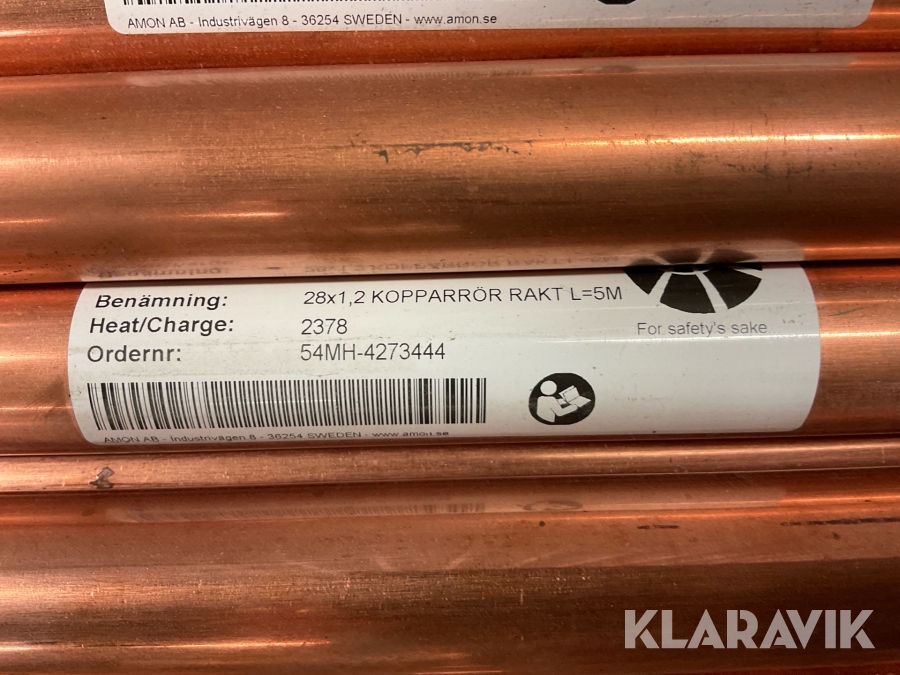 AMON AB - Industrivägen 8 - 36254 SWEDEN - www.amon.se
Benämning: 28x1,2 KOPPARRÖR RAKT L=5M
Heat/Charge: 2378
Ordernr: 54MH-4273444
For safety's sake
AMON AB - Industrivägen 8 - 36254 SWEDEN - www.amon.se
KLARAVIK